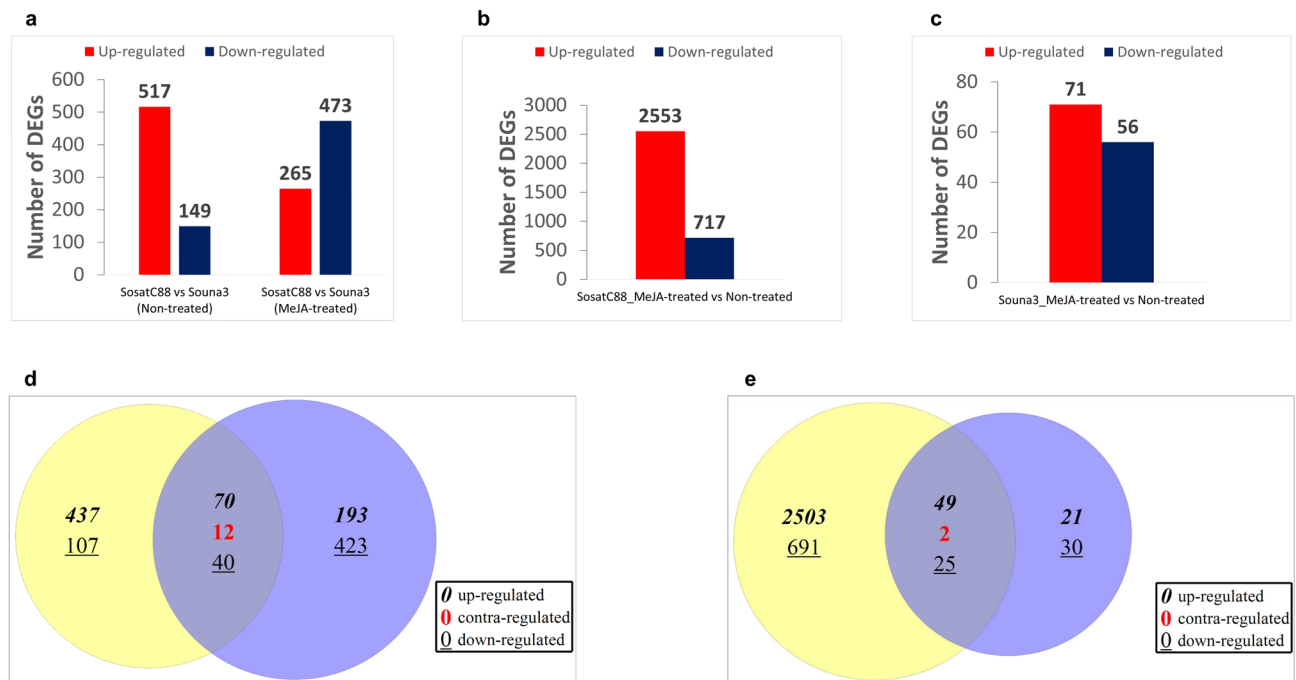 a
Up-regulated Down-regulated
Number of DEGs
600
500
400
300
200
100
0
517
149
265
473
SosatC88 vs Souna3
(Non-treated)
SosatC88 vs Souna3
(MeJA-treated)
b
Up-regulated Down-regulated
Number of DEGs
3000
2500
2000
1500
1000
500
0
2553
717
SosatC88_MeJA-treated vs Non-treated
c
Up-regulated Down-regulated
Number of DEGs
80
60
40
20
0
71
56
Souna3_MeJA-treated vs Non-treated
d
437
107
70
12
40
193
423
0 up-regulated
0 contra-regulated
0 down-regulated
e
2503
691
49
2
25
21
30
0 up-regulated
0 contra-regulated
0 down-regulated